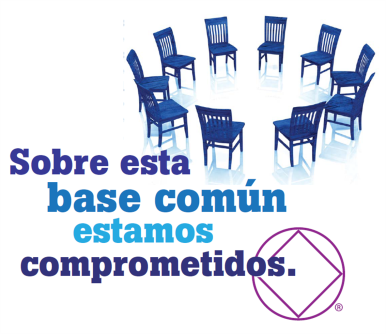 Sobre esta
base común
estamos
comprometidos.
®